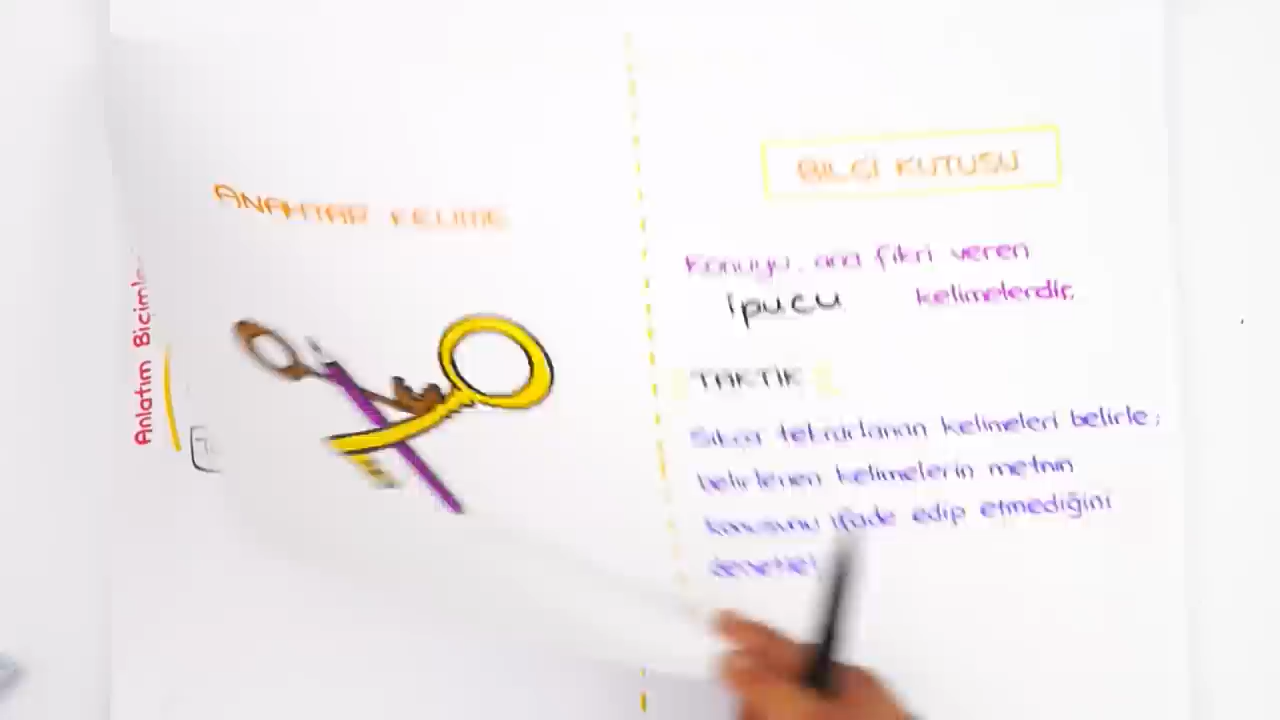 ANAHTAR KELİME
Anlatım Biçimle
BİLGİ KUTUSU
Konuyu, ana fikri veren
ipucu kelimelerdir.
TAKTİK
Sıkça tekrarlanan kelimeleri belirle;
belirlenen kelimelerin metnin
konusunu ifade edip etmediğini
denetle!